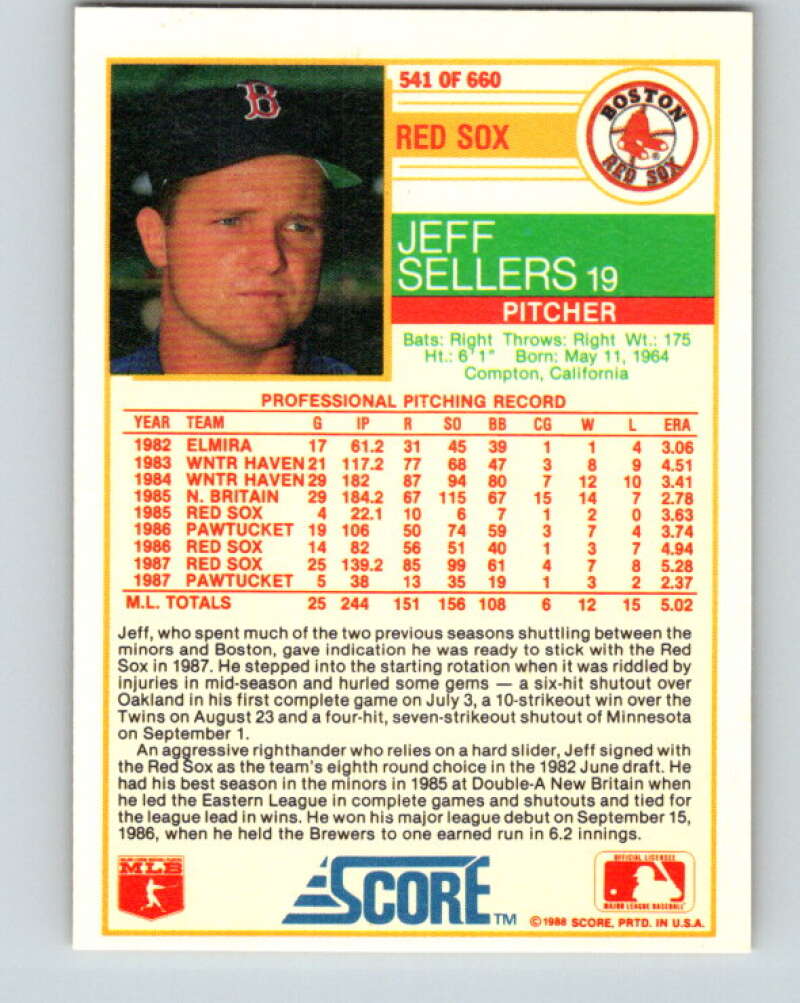 B
541 OF 660
RED SOX
BOSTON
RED SOX
JEFF
SELLERS 19
PITCHER
Bats: Right Throws: Right Wt.: 175
Ht.: 6'1" Born: May 11, 1964
Compton, California
PROFESSIONAL PITCHING RECORD
YEAR TEAM G IP R SO BB CG W L ERA
1982 ELMIRA 17 61.2 31 45 39 1 1 4 3.06
1983 WNTR HAVEN 21 117.2 77 68 47 3 8 9 4.51
1984 WNTR HAVEN 29 182 87 94 80 7 12 10 3.41
1985 N. BRITAIN 29 184.2 67 115 67 15 14 7 2.78
1985 RED SOX 4 22.1 10 6 7 1 2 0 3.63
1986 PAWTUCKET 19 106 50 74 59 3 7 4 3.74
1986 RED SOX 14 82 56 51 40 1 3 7 4.94
1987 RED SOX 25 139.2 85 99 61 4 7 8 5.28
1987 PAWTUCKET 5 38 13 35 19 1 3 2 2.37
M.L. TOTALS 25 244 151 156 108 6 12 15 5.02
Jeff, who spent much of the two previous seasons shuttling between the
minors and Boston, gave indication he was ready to stick with the Red
Sox in 1987. He stepped into the starting rotation when it was riddled by
injuries in mid-season and hurled some gems — a six-hit shutout over
Oakland in his first complete game on July 3, a 10-strikeout win over the
Twins on August 23 and a four-hit, seven-strikeout shutout of Minnesota
on September 1.
An aggressive righthander who relies on a hard slider, Jeff signed with
the Red Sox as the team's eighth round choice in the 1982 June draft. He
had his best season in the minors in 1985 at Double-A New Britain when
he led the Eastern League in complete games and shutouts and tied for
the league lead in wins. He won his major league debut on September 15,
1986, when he held the Brewers to one earned run in 6.2 innings.
MLB
SCORE TM
OFFICIAL LICENSEE
MAJOR LEAGUE BASEBALL
©1988 SCORE, PRTD. IN U.S.A.